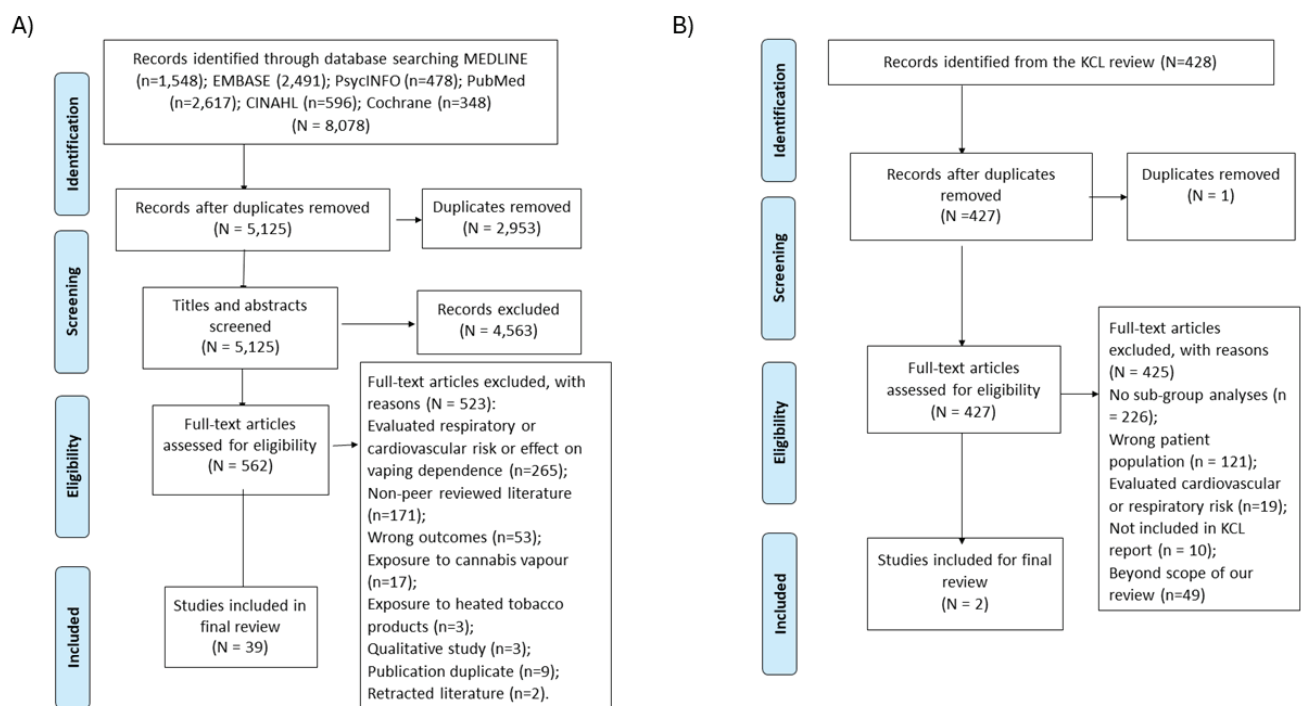 A)
Identification
Records identified through database searching MEDLINE
(n=1,548); EMBASE (2,491); PsycINFO (n=478); PubMed
(n=2,617); CINAHL (n=596); Cochrane (n=348)
(N = 8,078)
Records after duplicates removed
(N = 5,125)
Duplicates removed
(N = 2,953)
Screening
Titles and abstracts
screened
(N = 5,125)
Records excluded
(N = 4,563)
Eligibility
Full-text articles
assessed for eligibility
(N = 562)
Full-text articles excluded, with
reasons (N = 523):
Evaluated respiratory or
cardiovascular risk or effect on
vaping dependence (n=265);
Non-peer reviewed literature
(n=171);
Wrong outcomes (n=53);
Exposure to cannabis vapour
(n=17);
Exposure to heated tobacco
products (n=3);
Qualitative study (n=3);
Publication duplicate (n=9);
Retracted literature (n=2).
Included
Studies included in
final review
(N = 39)
B)
Identification
Records identified from the KCL review (N=428)
Records after duplicates
removed
(N =427)
Duplicates removed
(N = 1)
Screening
Eligibility
Full-text articles
assessed for eligibility
(N = 427)
Full-text articles
excluded, with reasons
(N = 425)
No sub-group analyses (n
= 226);
Wrong patient
population (n = 121);
Evaluated cardiovascular
or respiratory risk (n=19);
Not included in KCL
report (n = 10);
Beyond scope of our
review (n=49)
Included
Studies included for final
review
(N = 2)